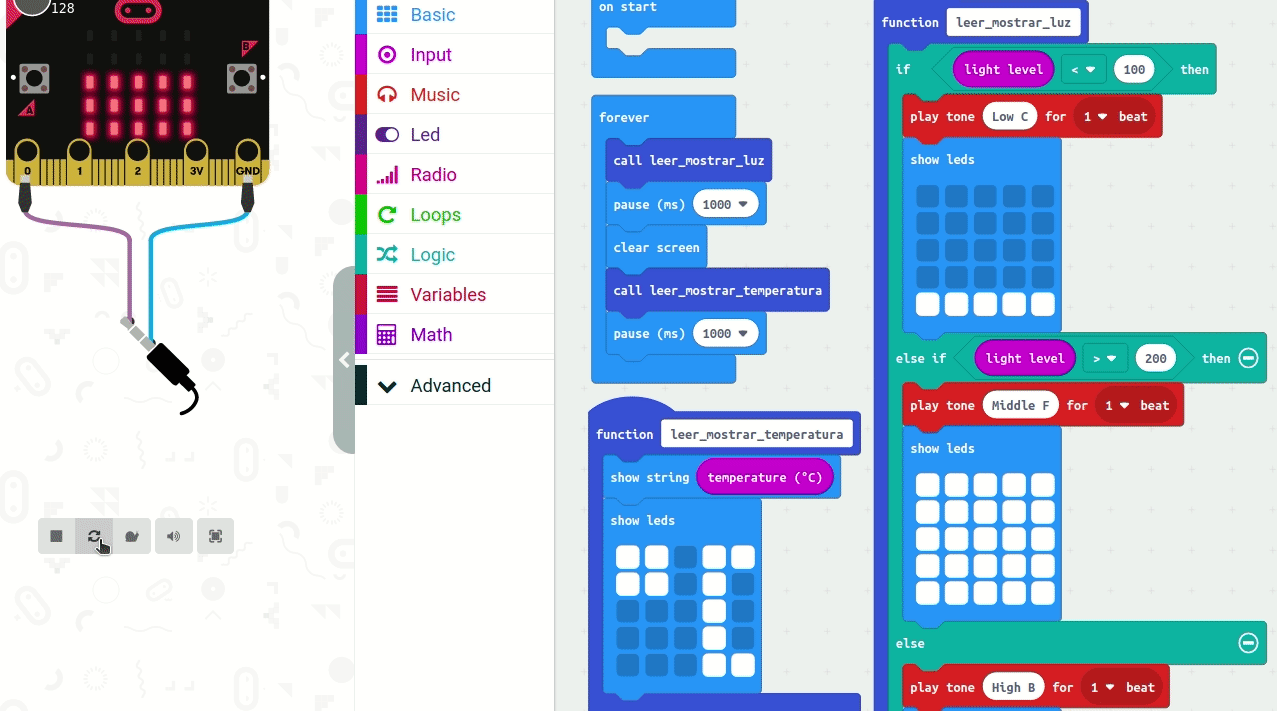 128
B
A
0 1 2 3V GND
Basic
Input
Music
Led
Radio
Loops
Logic
Variables
Math
Advanced
on start
forever
call leer_mostrar_luz
pause (ms) 1000
clear screen
call leer_mostrar_temperatura
pause (ms) 1000
function leer_mostrar_temperatura
show string temperature (°C)
show leds
function leer_mostrar_luz
if light level < 100 then
play tone Low C for 1 beat
show leds
else if light level > 200 then
play tone Middle F for 1 beat
show leds
else
play tone High B for 1 beat